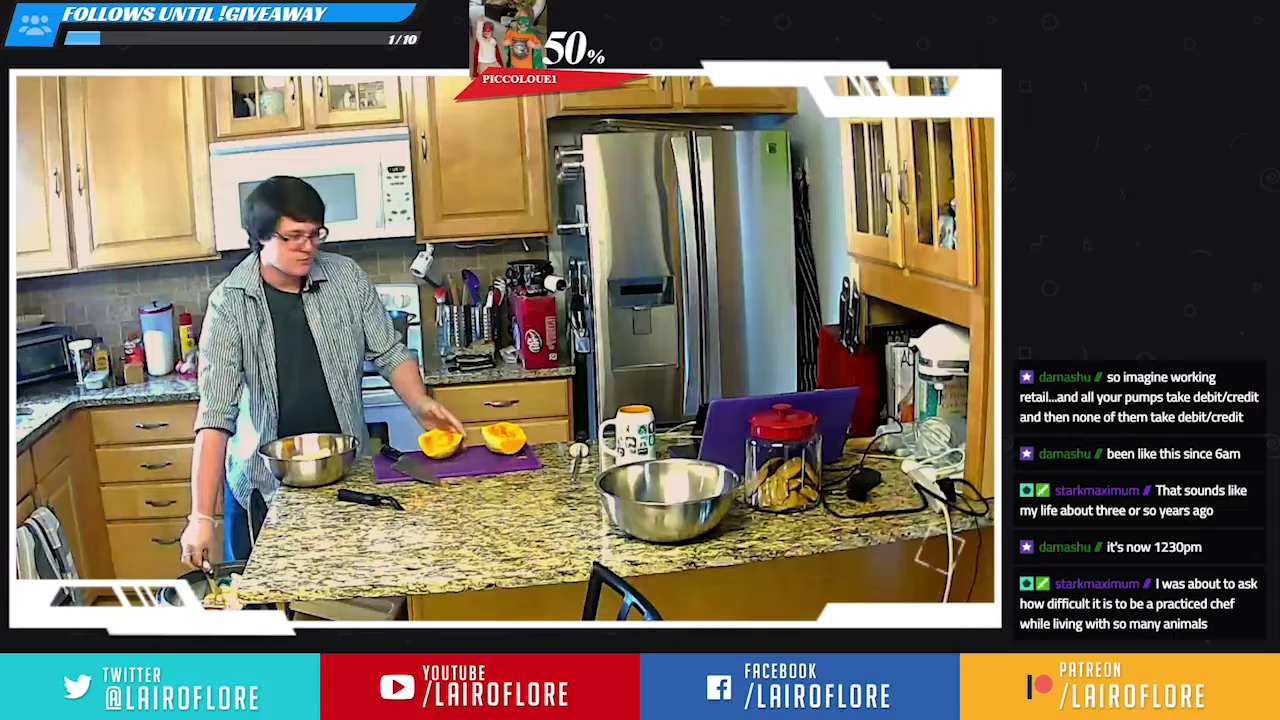 FOLLOWS UNTIL !GIVEAWAY
1 / 10
50%
PICCOLOUE1
damashu // so imagine working
retail...and all your pumps take debit/credit
and then none of them take debit/credit
damashu // been like this since 6am
starkmaximum // That sounds like
my life about three or so years ago
damashu // it's now 1230pm
starkmaximum // I was about to ask
how difficult it is to be a practiced chef
while living with so many animals
TWITTER
@LAIROFLORE
YOUTUBE
/LAIROFLORE
FACEBOOK
/LAIROFLORE
PATREON
/LAIROFLORE